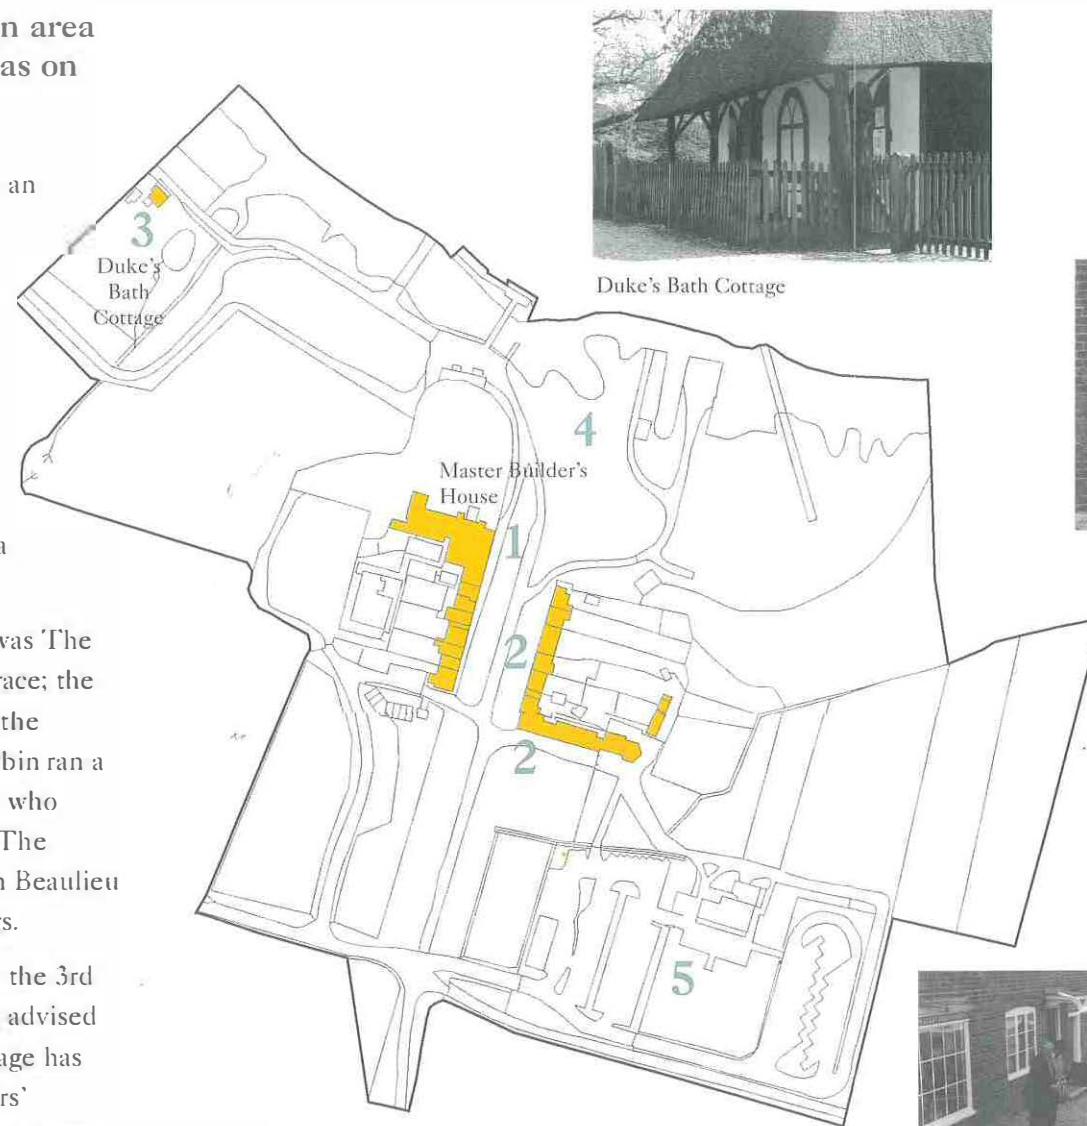 n area
as on
an
a
was The
race; the
the
bin ran a
who
The
n Beaulieu
rs.
the 3rd
advised
age has
rs'
3
Duke's
Bath
Cottage
Duke's Bath Cottage
4
Master Builder's
House
1
2
2
5